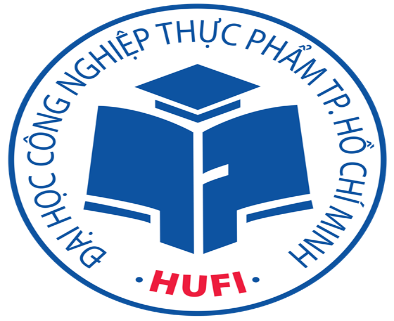 ĐẠI HỌC CÔNG NGHIỆP THỰC PHẨM TP. HỒ CHÍ MINH
• HUFI •